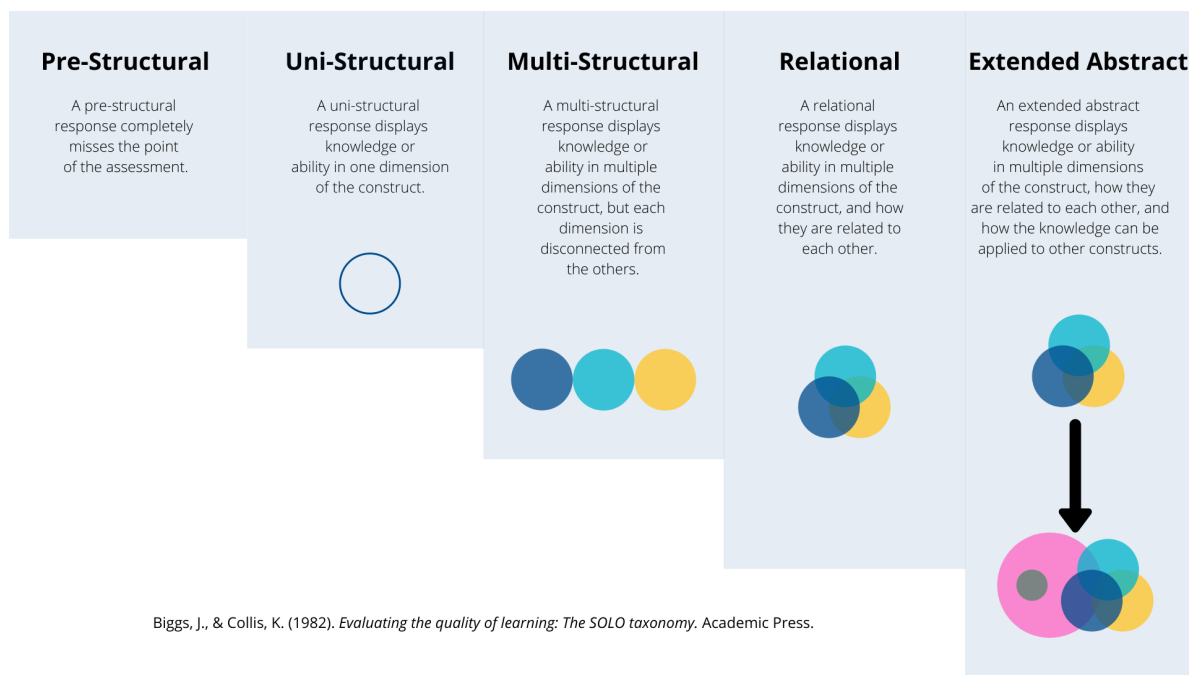 Pre-Structural
A pre-structural
response completely
misses the point
of the assessment.
Uni-Structural
A uni-structural
response displays
knowledge or
ability in one dimension
of the construct.
Multi-Structural
A multi-structural
response displays
knowledge or
ability in multiple
dimensions of the
construct, but each
dimension is
disconnected from
the others.
Relational
A relational
response displays
knowledge or
ability in multiple
dimensions of the
construct, and how
they are related to
each other.
Extended Abstract
An extended abstract
response displays
knowledge or ability
in multiple dimensions
of the construct, how they
are related to each other, and
how the knowledge can be
applied to other constructs.
Biggs, J., & Collis, K. (1982). Evaluating the quality of learning: The SOLO taxonomy. Academic Press.